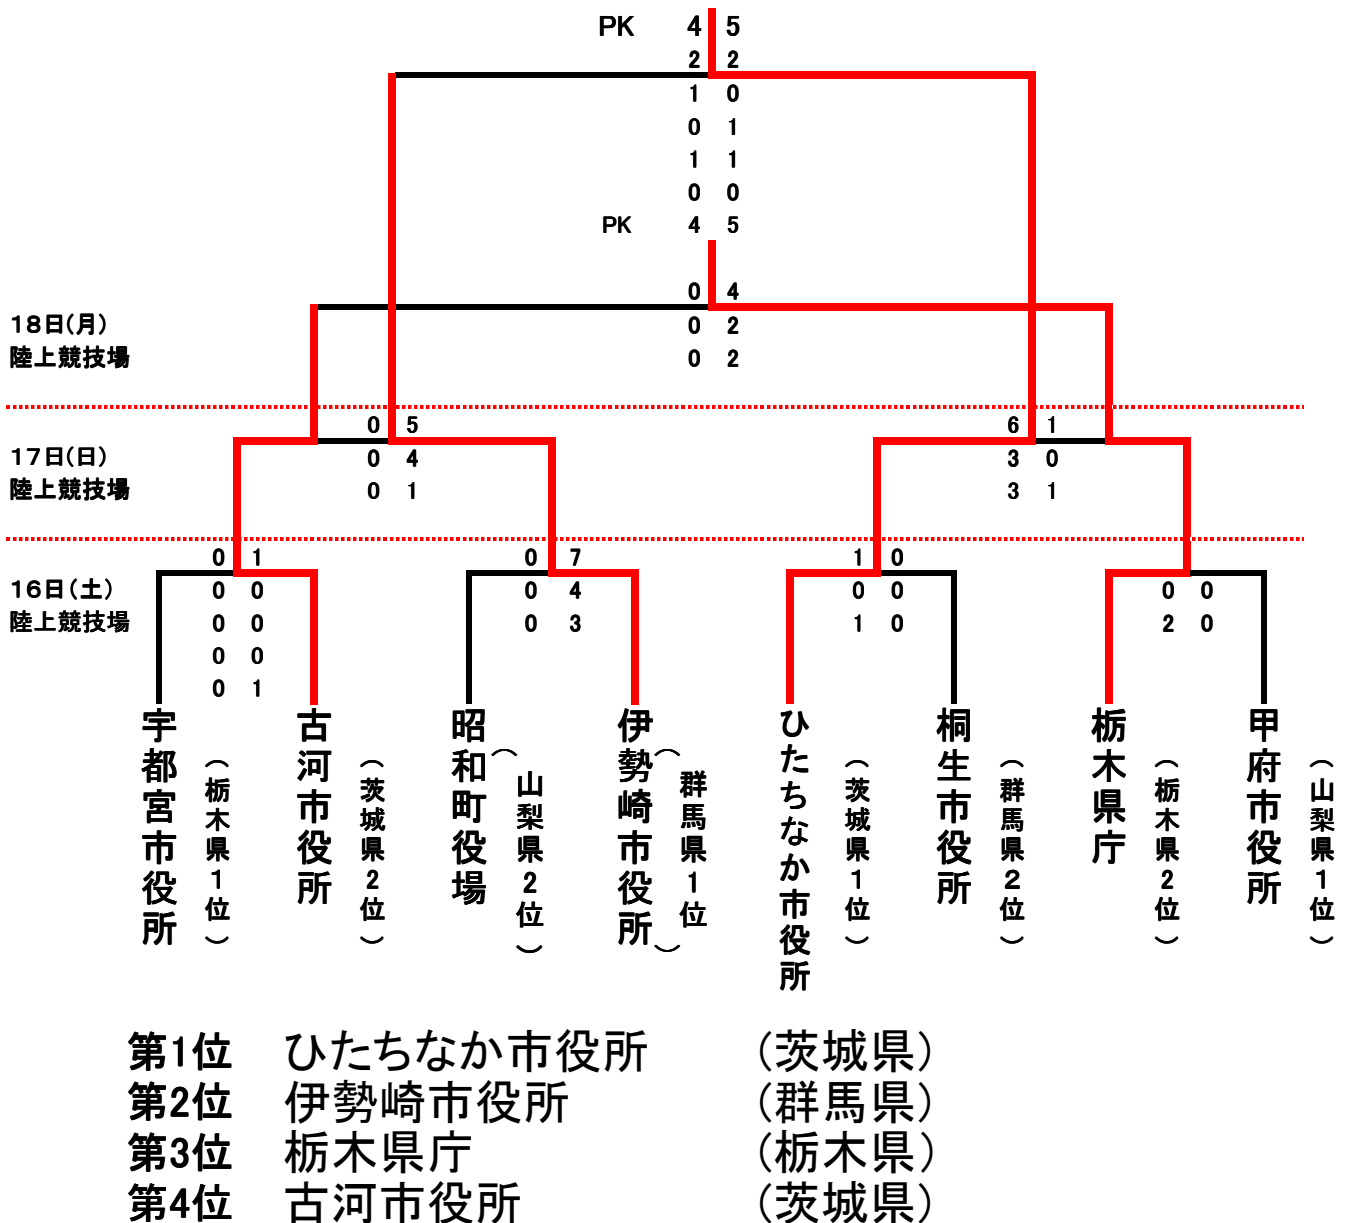 PK 4 5
2 2
1 0
0 1
1 1
0 0
PK 4 5
0 4
18日(月) 0 2
陸上競技場 0 2
0 5 6 1
17日(日) 0 4 3 0
陸上競技場 0 1 3 1
0 1 0 7 1 0
16日(土) 0 0 0 4 0 0 0 0
陸上競技場 0 0 0 3 1 0 2 0
0 0
0 1
宇都宮市役所
(栃木県1位)
古河市役所
(茨城県2位)
昭和町役場
(山梨県2位)
伊勢崎市役所
(群馬県1位)
ひたちなか市役所
(茨城県1位)
桐生市役所
(群馬県2位)
栃木県庁
(栃木県2位)
甲府市役所
(山梨県1位)
第1位 ひたちなか市役所 (茨城県)
第2位 伊勢崎市役所 (群馬県)
第3位 栃木県庁 (栃木県)
第4位 古河市役所 (茨城県)